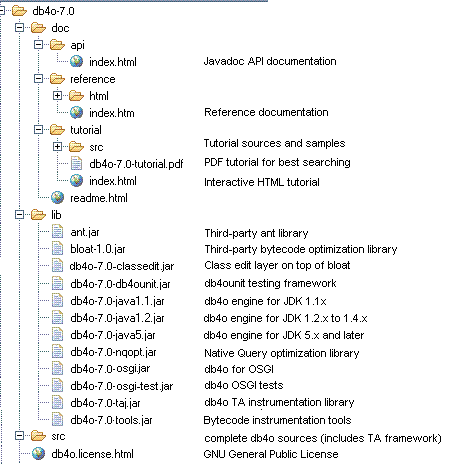 db4o-7.0
doc
api
index.html Javadoc API documentation
reference
html
index.htm Reference documentation
tutorial
src Tutorial sources and samples
db4o-7.0-tutorial.pdf PDF tutorial for best searching
index.html Interactive HTML tutorial
readme.html
lib
ant.jar Third-party ant library
bloat-1.0.jar Third-party bytecode optimization library
db4o-7.0-classedit.jar Class edit layer on top of bloat
db4o-7.0-db4ounit.jar db4ounit testing framework
db4o-7.0-java1.1.jar db4o engine for JDK 1.1x
db4o-7.0-java1.2.jar db4o engine for JDK 1.2.x to 1.4.x
db4o-7.0-java5.jar db4o engine for JDK 5.x and later
db4o-7.0-nqopt.jar Native Query optimization library
db4o-7.0-osgi.jar db4o for OSGI
db4o-7.0-osgi-test.jar db4o OSGI tests
db4o-7.0-taj.jar db4o TA instrumentation library
db4o-7.0-tools.jar Bytecode instrumentation tools
src complete db4o sources (includes TA framework)
db4o.license.html GNU General Public License